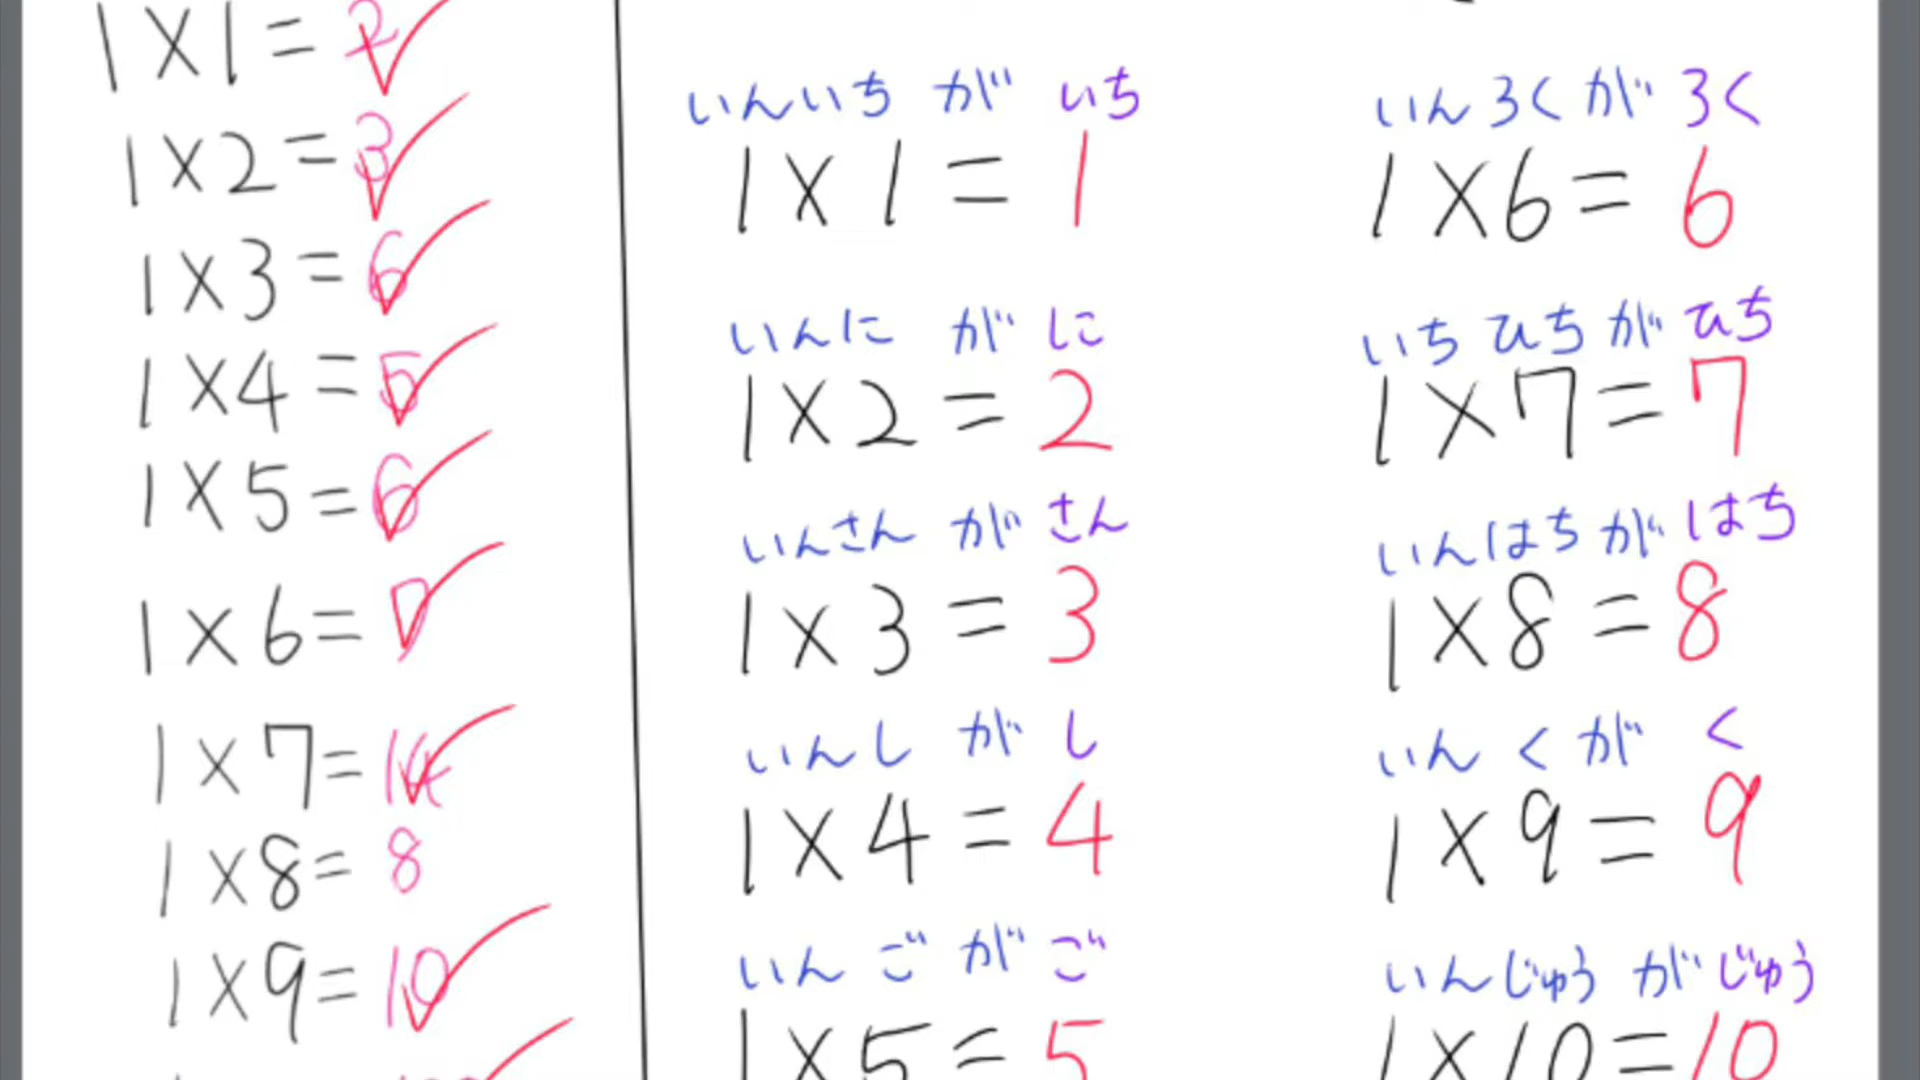 1×1=2
1×2=3
1×3=6
1×4=5
1×5=6
1×6=7
1×7=14
1×8=8
1×9=10
いんいち が いち
1×1=1
いんに が に
1×2=2
いんさん が さん
1×3=3
いんし が し
1×4=4
いん ご が ご
1×5=5
いんろくがろく
1×6=6
いちひちがひち
1×7=7
いんはちがはち
1×8=8
いんくが く
1×9=9
いんじゅうがじゅう
1×10=10